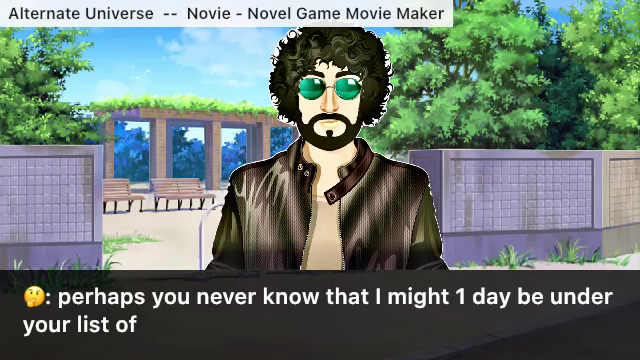 Alternate Universe -- Novie - Novel Game Movie Maker
🤔: perhaps you never know that I might 1 day be under
your list of